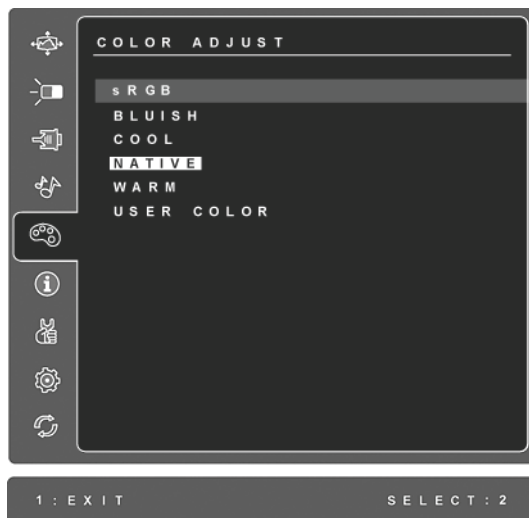 COLOR ADJUST
sRGB
BLUISH
COOL
NATIVE
WARM
USER COLOR
1:EXIT
SELECT:2